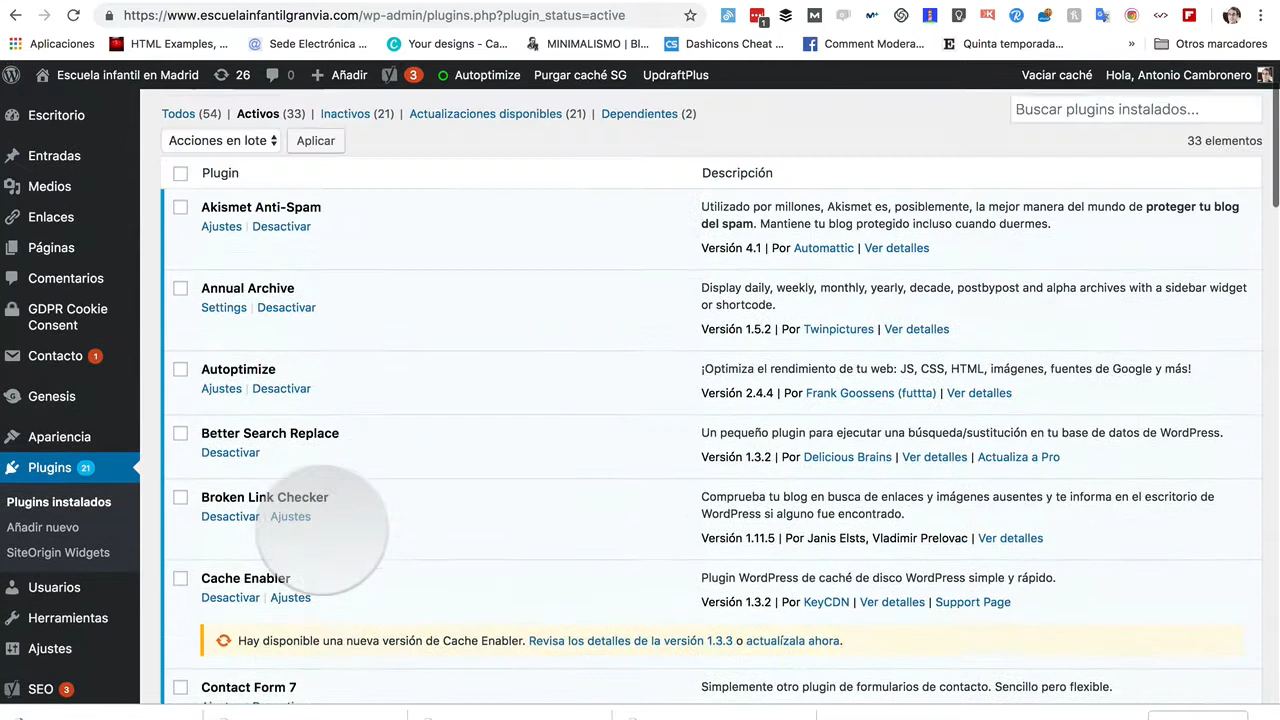 https://www.escuelainfantilgranvia.com/wp-admin/plugins.php?plugin_status=active
1
Aplicaciones
HTML Examples, ...
Sede Electrónica ...
Your designs - Ca...
MINIMALISMO | Bl...
Dashicons Cheat ...
Comment Modera...
Quinta temporada...
»
Otros marcadores
Escuela infantil en Madrid
26
0
Añadir
3
Autoptimize
Purgar caché SG
UpdraftPlus
Vaciar caché
Hola, Antonio Cambronero
Escritorio
Entradas
Medios
Enlaces
Páginas
Comentarios
GDPR Cookie
Consent
Contacto 1
Genesis
Apariencia
Plugins 21
Plugins instalados
Añadir nuevo
SiteOrigin Widgets
Usuarios
Herramientas
Ajustes
SEO 3
Todos (54) | Activos (33) | Inactivos (21) | Actualizaciones disponibles (21) | Dependientes (2)
Buscar plugins instalados...
Acciones en lote
Aplicar
33 elementos
Plugin
Descripción
Akismet Anti-Spam
Ajustes | Desactivar
Utilizado por millones, Akismet es, posiblemente, la mejor manera del mundo de proteger tu blog
del spam. Mantiene tu blog protegido incluso cuando duermes.
Versión 4.1 | Por Automattic | Ver detalles
Annual Archive
Settings | Desactivar
Display daily, weekly, monthly, yearly, decade, postbypost and alpha archives with a sidebar widget
or shortcode.
Versión 1.5.2 | Por Twinpictures | Ver detalles
Autoptimize
Ajustes | Desactivar
¡Optimiza el rendimiento de tu web: JS, CSS, HTML, imágenes, fuentes de Google y más!
Versión 2.4.4 | Por Frank Goossens (futtta) | Ver detalles
Better Search Replace
Desactivar
Un pequeño plugin para ejecutar una búsqueda/sustitución en tu base de datos de WordPress.
Versión 1.3.2 | Por Delicious Brains | Ver detalles | Actualiza a Pro
Broken Link Checker
Desactivar | Ajustes
Comprueba tu blog en busca de enlaces y imágenes ausentes y te informa en el escritorio de
WordPress si alguno fue encontrado.
Versión 1.11.5 | Por Janis Elsts, Vladimir Prelovac | Ver detalles
Cache Enabler
Desactivar | Ajustes
Plugin WordPress de caché de disco WordPress simple y rápido.
Versión 1.3.2 | Por KeyCDN | Ver detalles | Support Page
Hay disponible una nueva versión de Cache Enabler. Revisa los detalles de la versión 1.3.3 o actualízala ahora.
Contact Form 7
Simplemente otro plugin de formularios de contacto. Sencillo pero flexible.